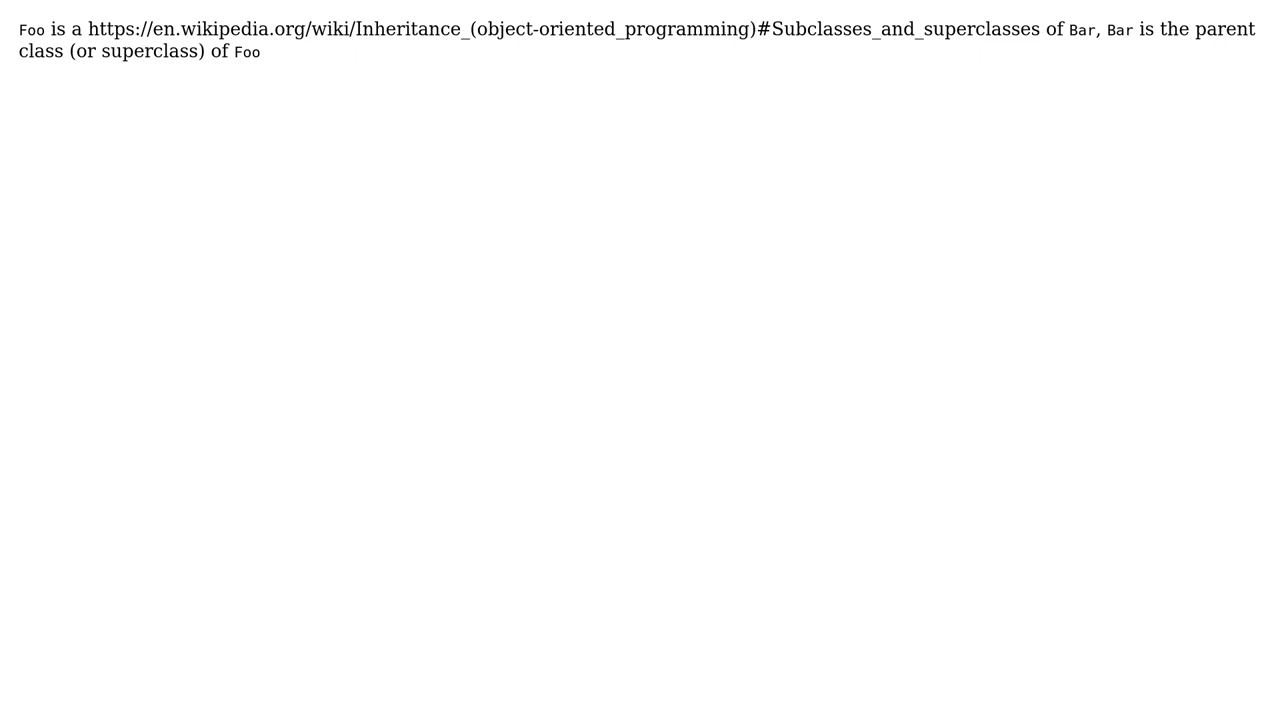 Foo is a https://en.wikipedia.org/wiki/Inheritance_(object-oriented_programming)#Subclasses_and_superclasses of Bar, Bar is the parent
class (or superclass) of Foo